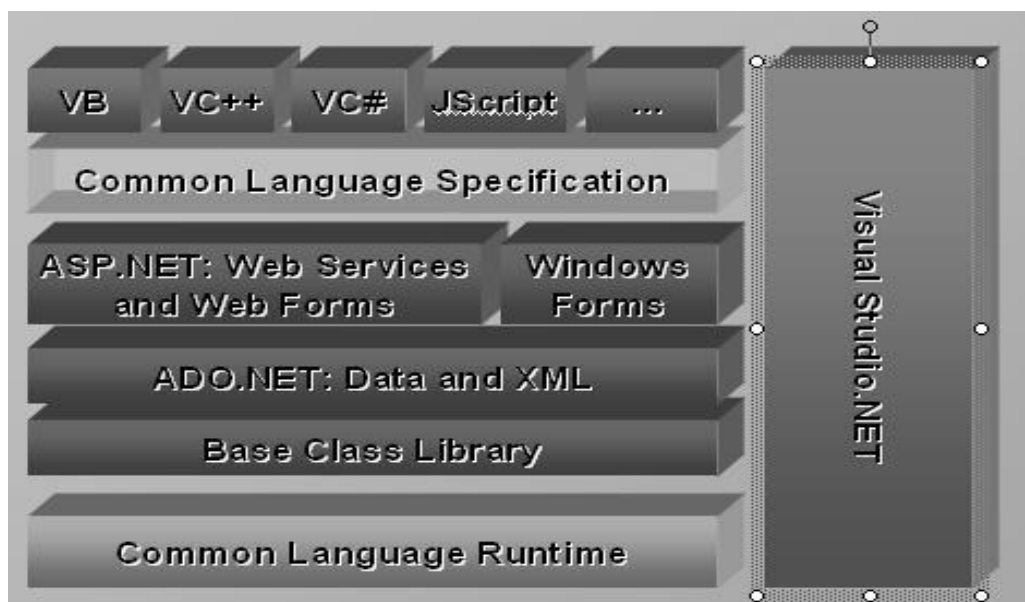 VB
VC++
VC#
JScript
...
Common Language Specification
ASP.NET: Web Services
and Web Forms
Windows
Forms
ADO.NET: Data and XML
Base Class Library
Common Language Runtime
Visual Studio.NET